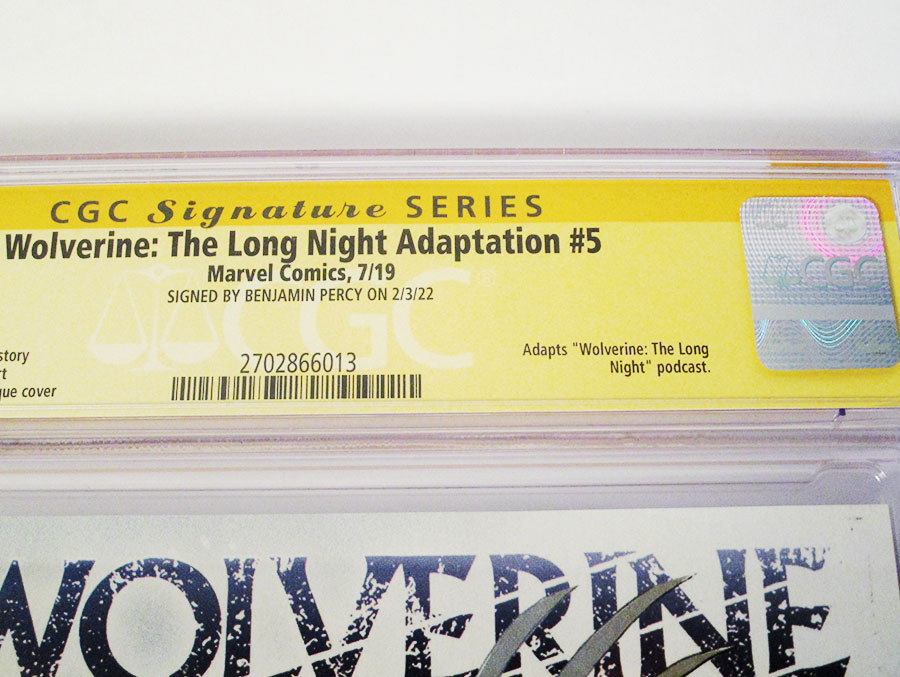 CGC Signature SERIES
Wolverine: The Long Night Adaptation #5
Marvel Comics, 7/19
SIGNED BY BENJAMIN PERCY ON 2/3/22
CGC
CGC
story
2702866013
Adapts "Wolverine: The Long
Night" podcast.
cover
WOLVERINE